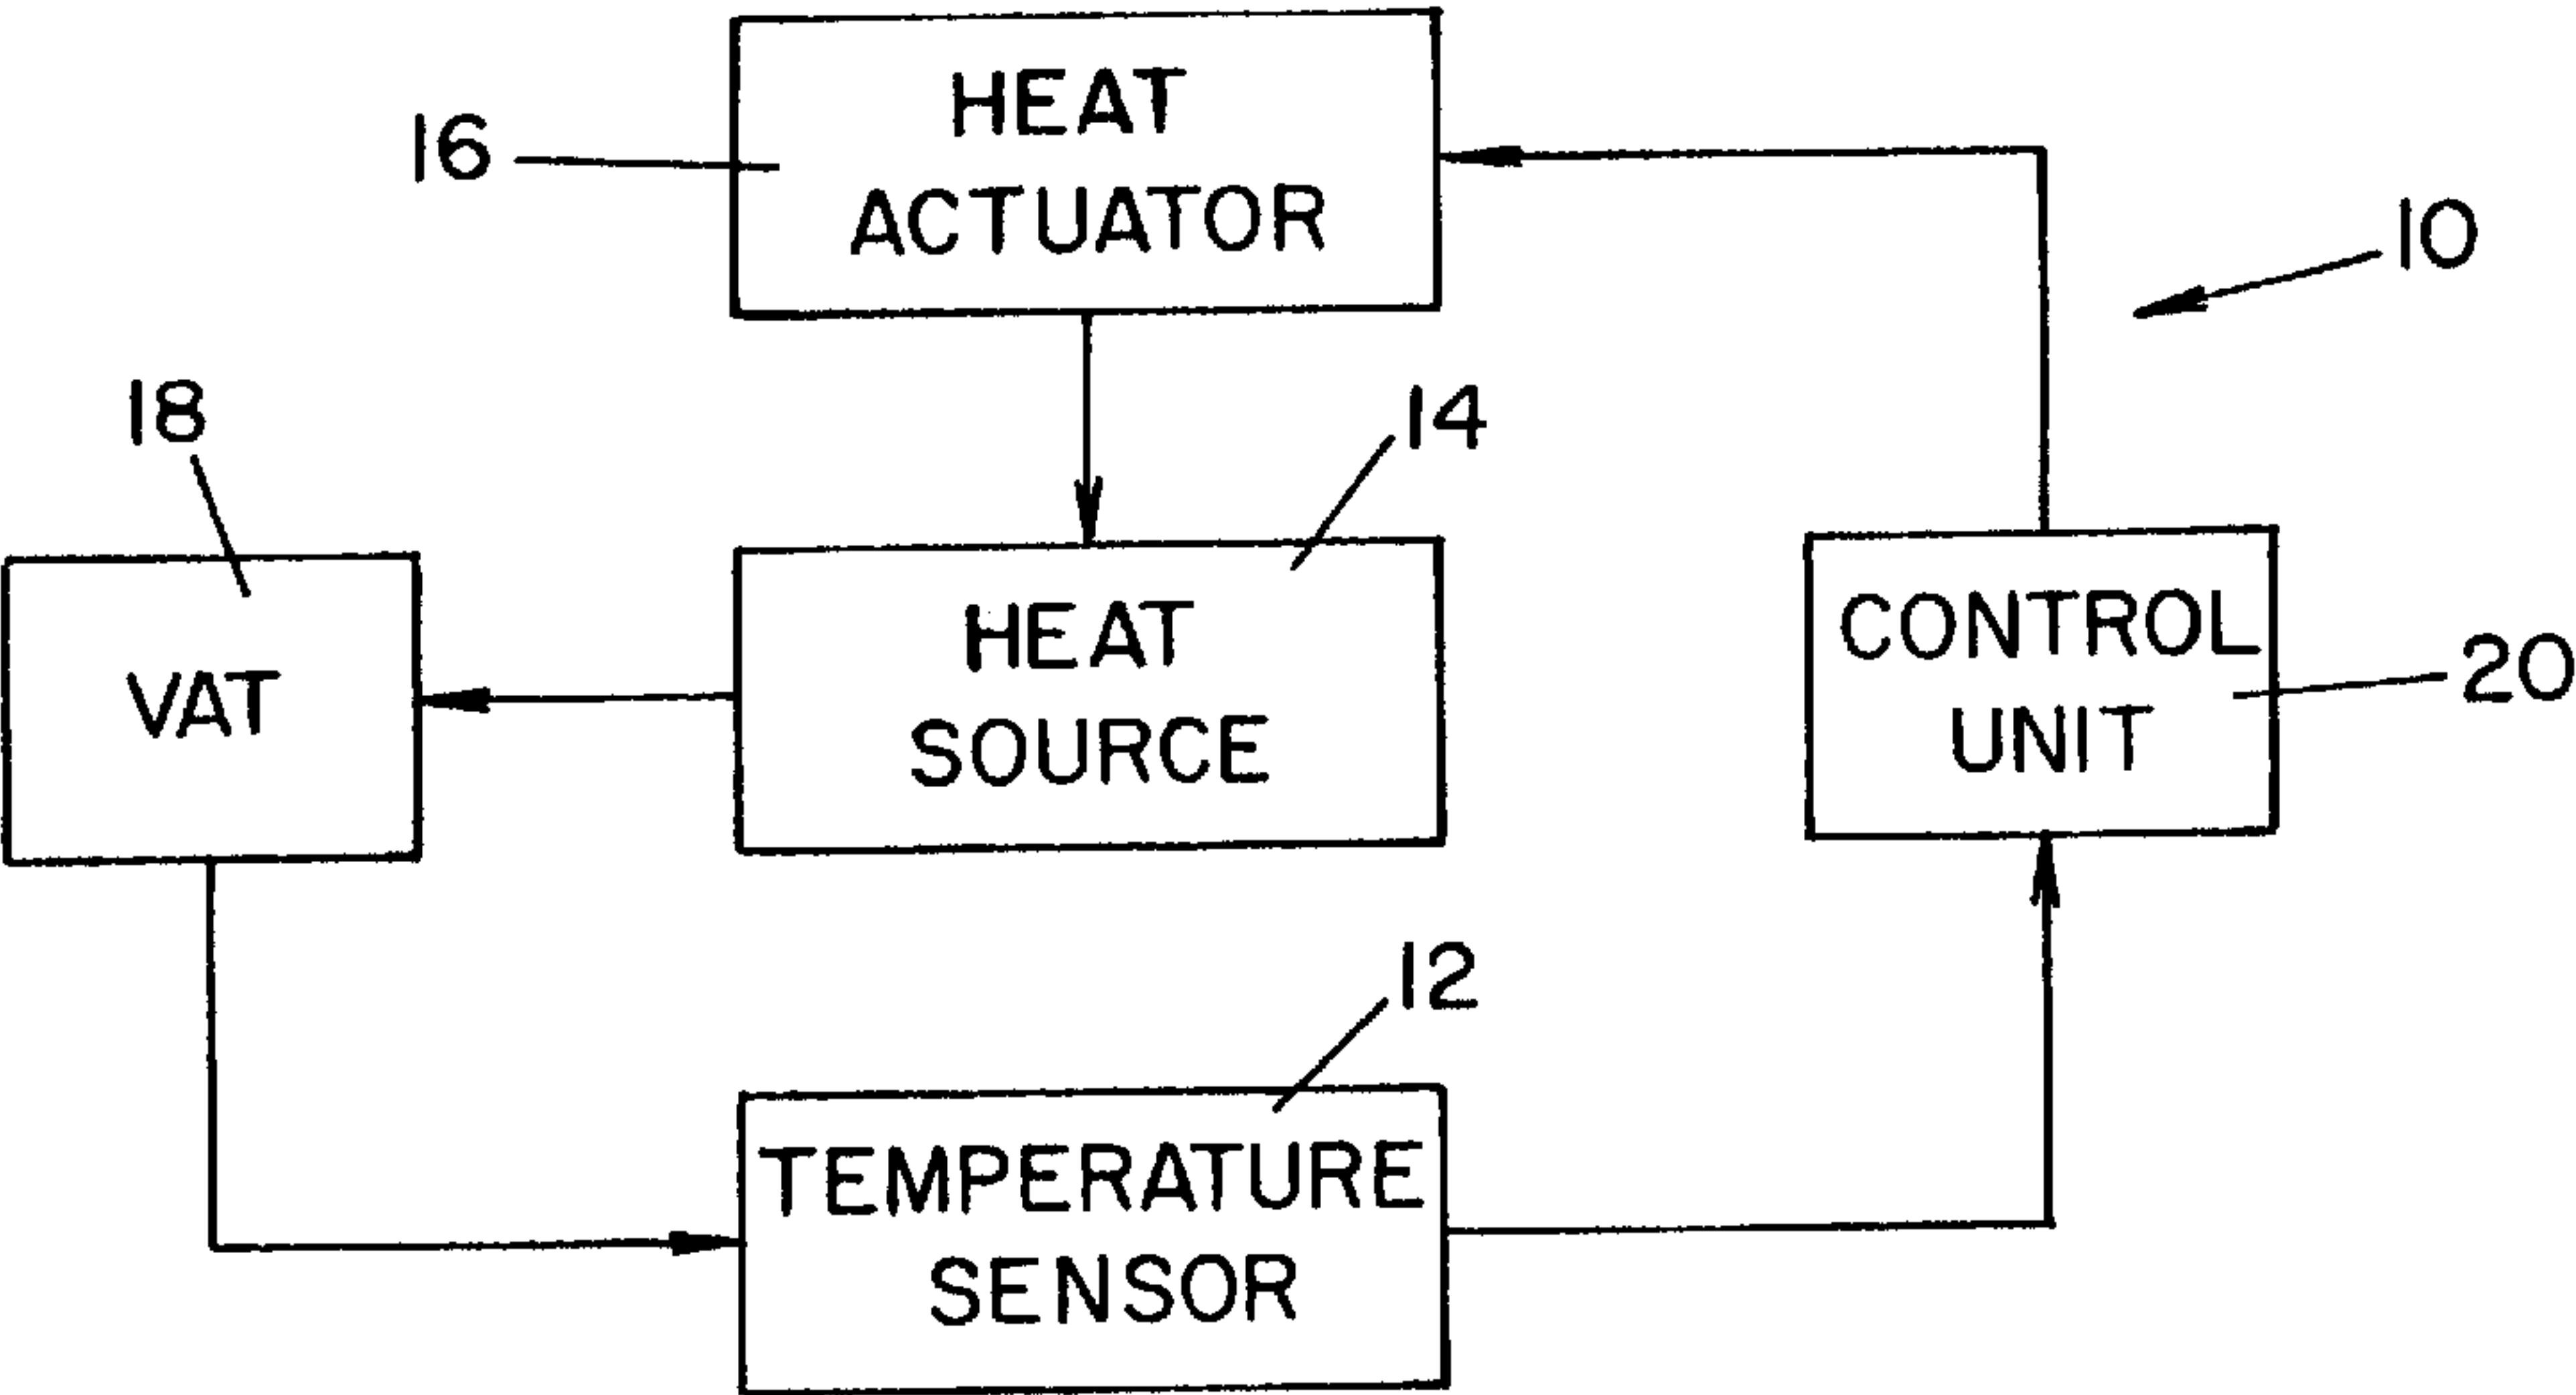 HEAT
ACTUATOR
16
10
18
14
VAT
HEAT
SOURCE
CONTROL
UNIT
20
12
TEMPERATURE
SENSOR